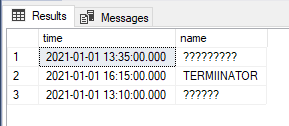 Results Messages
time name
1 2021-01-01 13:35:00.000 ?????????
2 2021-01-01 16:15:00.000 TERMIINATOR
3 2021-01-01 13:10:00.000 ??????